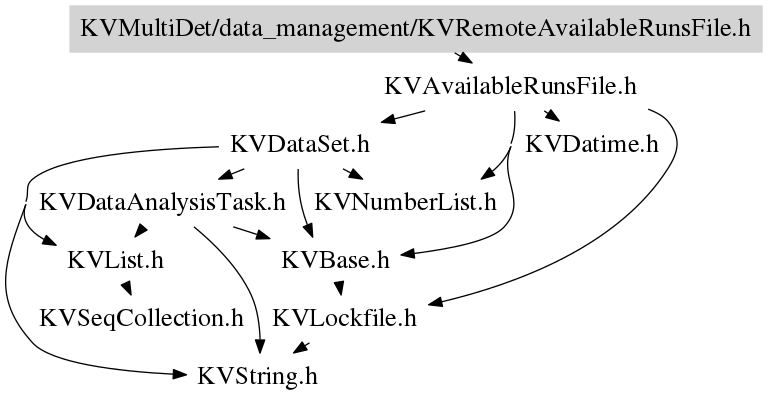 KVMultiDet/data_management/KVRemoteAvailableRunsFile.h
KVAvailableRunsFile.h
KVDataSet.h
KVDatime.h
KVDataAnalysisTask.h
KVNumberList.h
KVList.h
KVBase.h
KVSeqCollection.h
KVLockfile.h
KVString.h